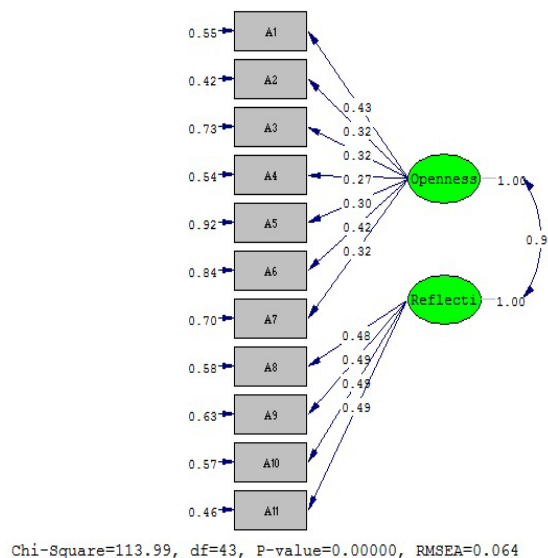 0.55 A1
0.42 A2
0.43
0.32
0.73 A3
0.32
0.54 A4
0.27
Openness 1.00
0.30
0.92 A5
0.42
0.9
0.32
0.84 A6
Reflecti 1.00
0.70 A7
0.48
0.58 A8
0.49
0.49
0.63 A9
0.49
0.57 A10
0.46 A11
Chi-Square=113.99, df=43, P-value=0.00000, RMSEA=0.064